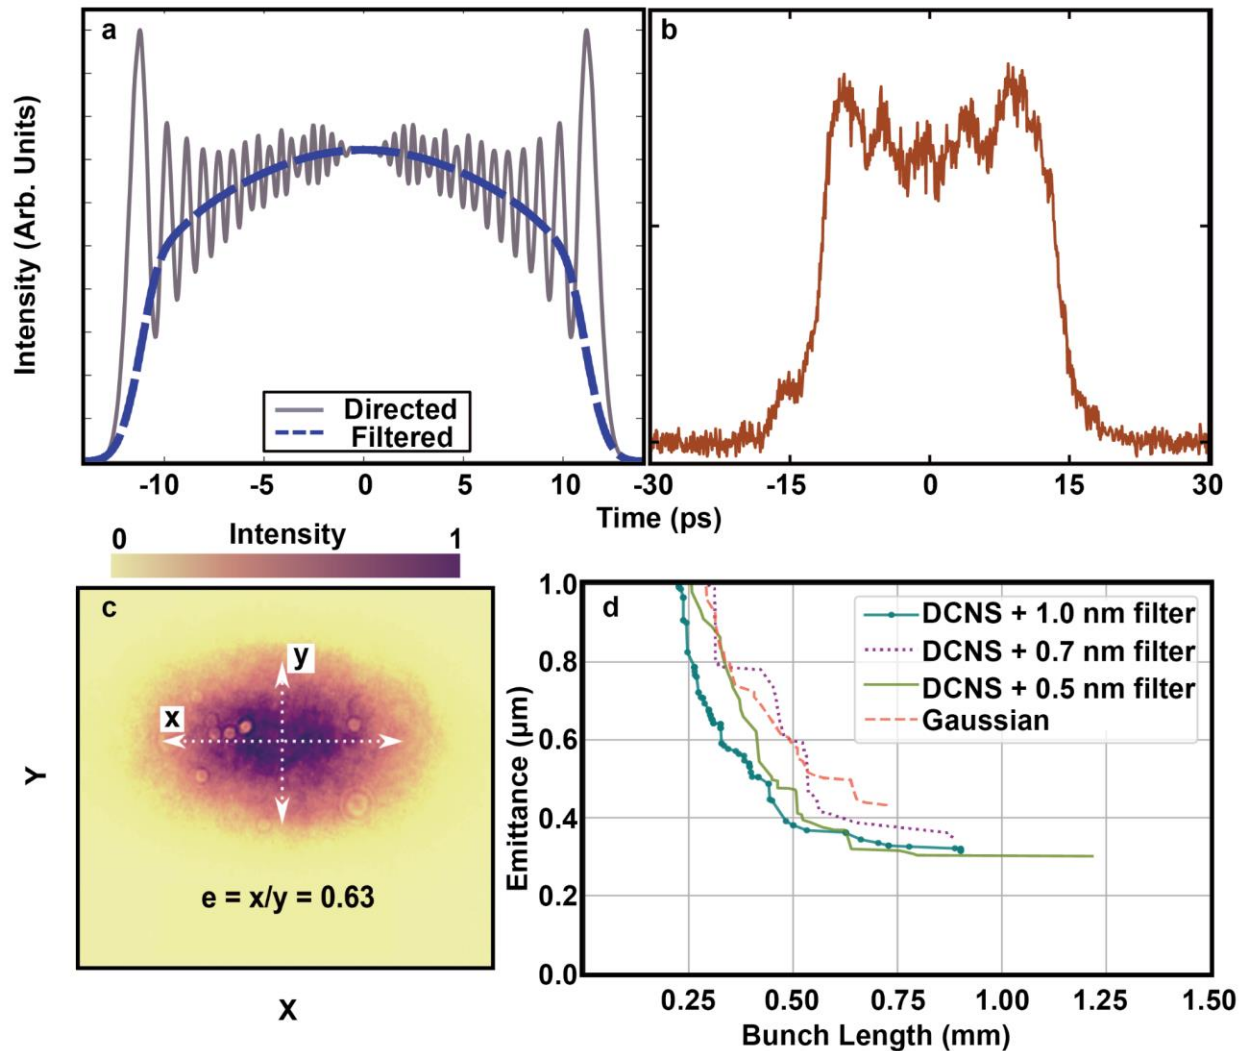 a
b
Intensity (Arb. Units)
Directed
Filtered
-10
-5
0
5
10
-30
-15
0
15
30
Time (ps)
0
Intensity
1
c
y
x
Y
e = x/y = 0.63
X
d
DCNS + 1.0 nm filter
DCNS + 0.7 nm filter
DCNS + 0.5 nm filter
Gaussian
1.0
0.8
0.6
0.4
0.2
0.0
Emittance (μm)
0.25
0.50
0.75
1.00
1.25
1.50
Bunch Length (mm)